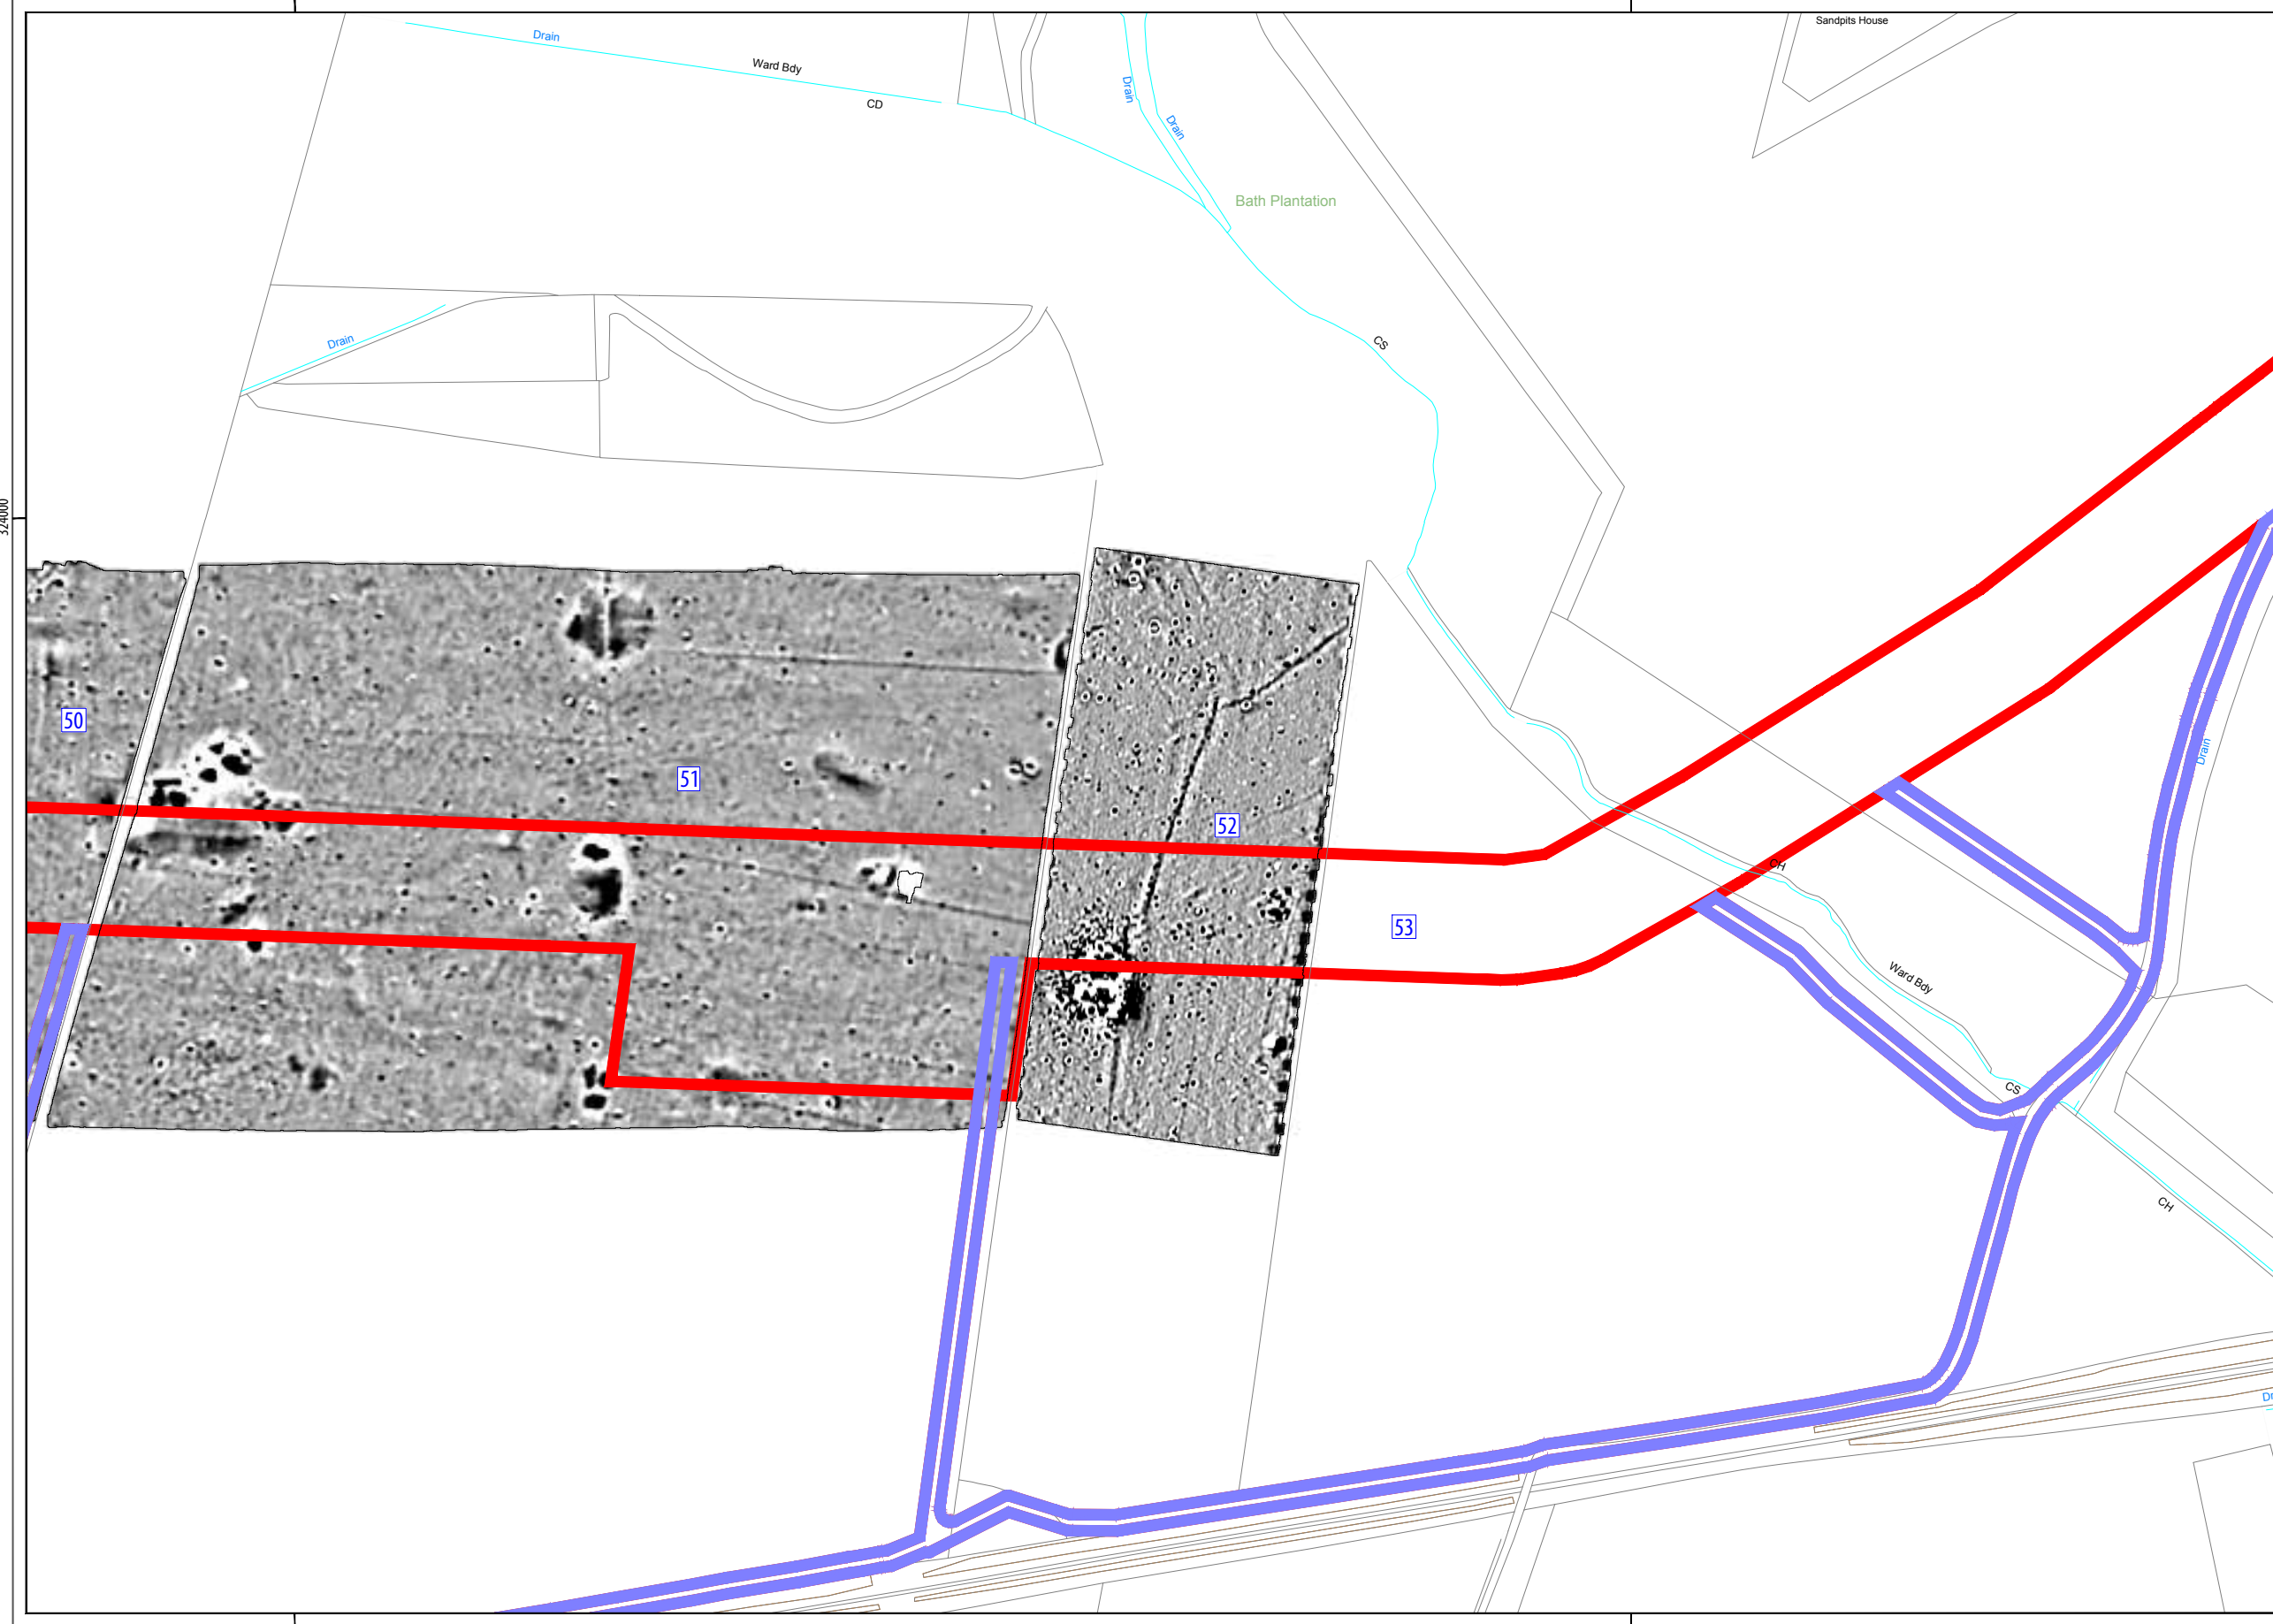 Sandpits House
Drain
Ward Bdy
CD
Drain
Drain
Bath Plantation
Drain
CS
324000
50
51
52
53
Drain
CH
Ward Bdy
CS
CH